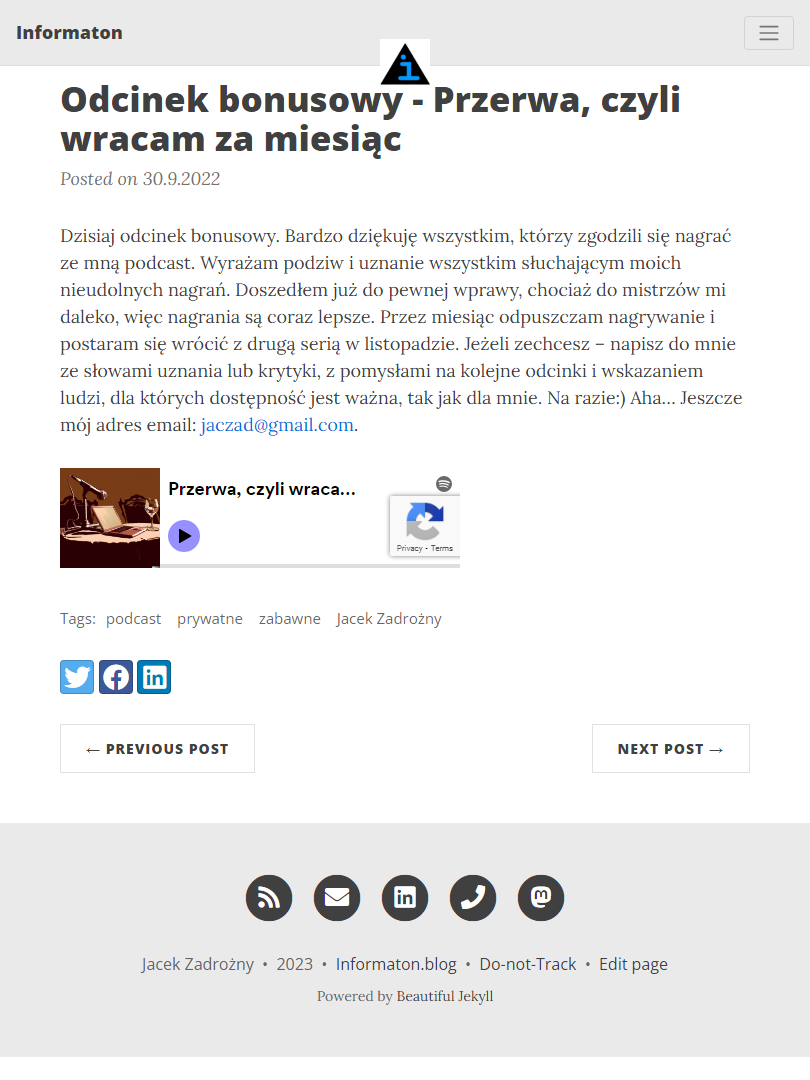 Informaton
i
Odcinek bonusowy - Przerwa, czyli
wracam za miesiąc
Posted on 30.9.2022
Dzisiaj odcinek bonusowy. Bardzo dziękuję wszystkim, którzy zgodzili się nagrać
ze mną podcast. Wyrażam podziw i uznanie wszystkim słuchającym moich
nieudolnych nagrań. Doszedłem już do pewnej wprawy, chociaż do mistrzów mi
daleko, więc nagrania są coraz lepsze. Przez miesiąc odpuszczam nagrywanie i
postaram się wrócić z drugą serią w listopadzie. Jeżeli zechcesz – napisz do mnie
ze słowami uznania lub krytyki, z pomysłami na kolejne odcinki i wskazaniem
ludzi, dla których dostępność jest ważna, tak jak dla mnie. Na razie:) Aha… Jeszcze
mój adres email: jaczad@gmail.com.
Przerwa, czyli wraca...
Privacy - Terms
Tags: podcast prywatne zabawne Jacek Zadrożny
← PREVIOUS POST
NEXT POST →
Jacek Zadrożny • 2023 • Informaton.blog • Do-not-Track • Edit page
Powered by Beautiful Jekyll